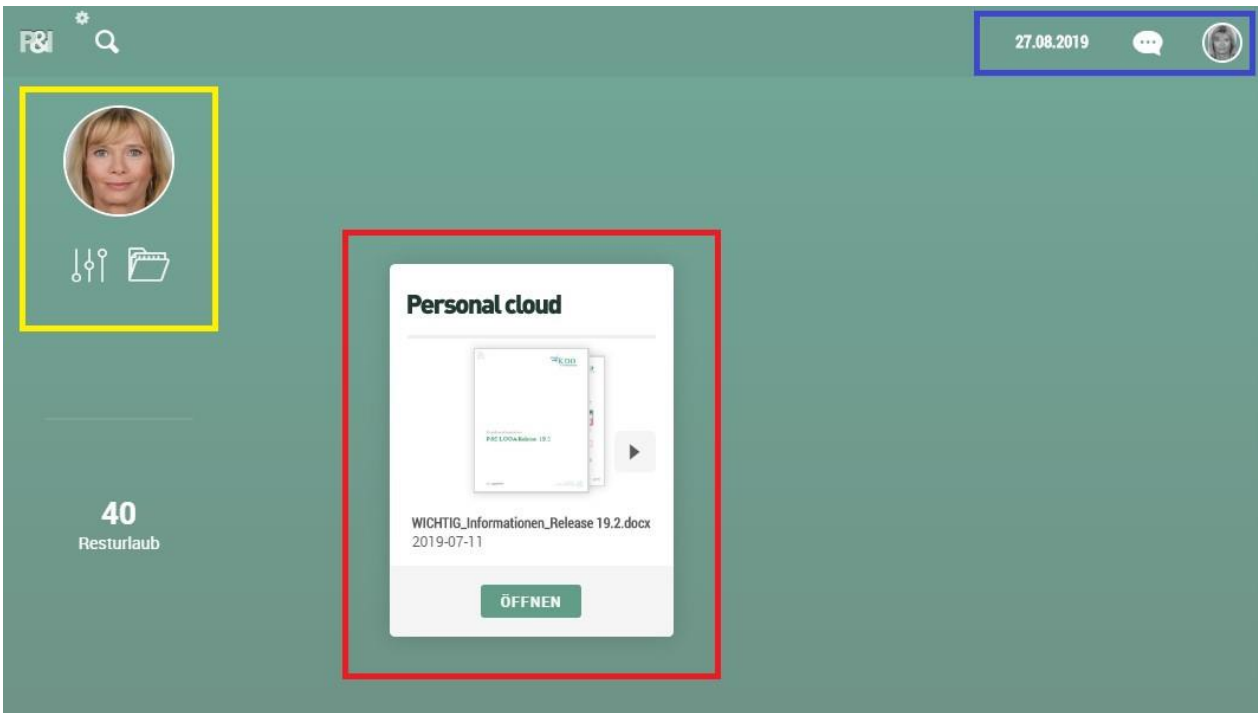 P&I
27.08.2019
Personal cloud
WICHTIG_Informationen_Release 19.2.docx
2019-07-11
ÖFFNEN
40
Resturlaub